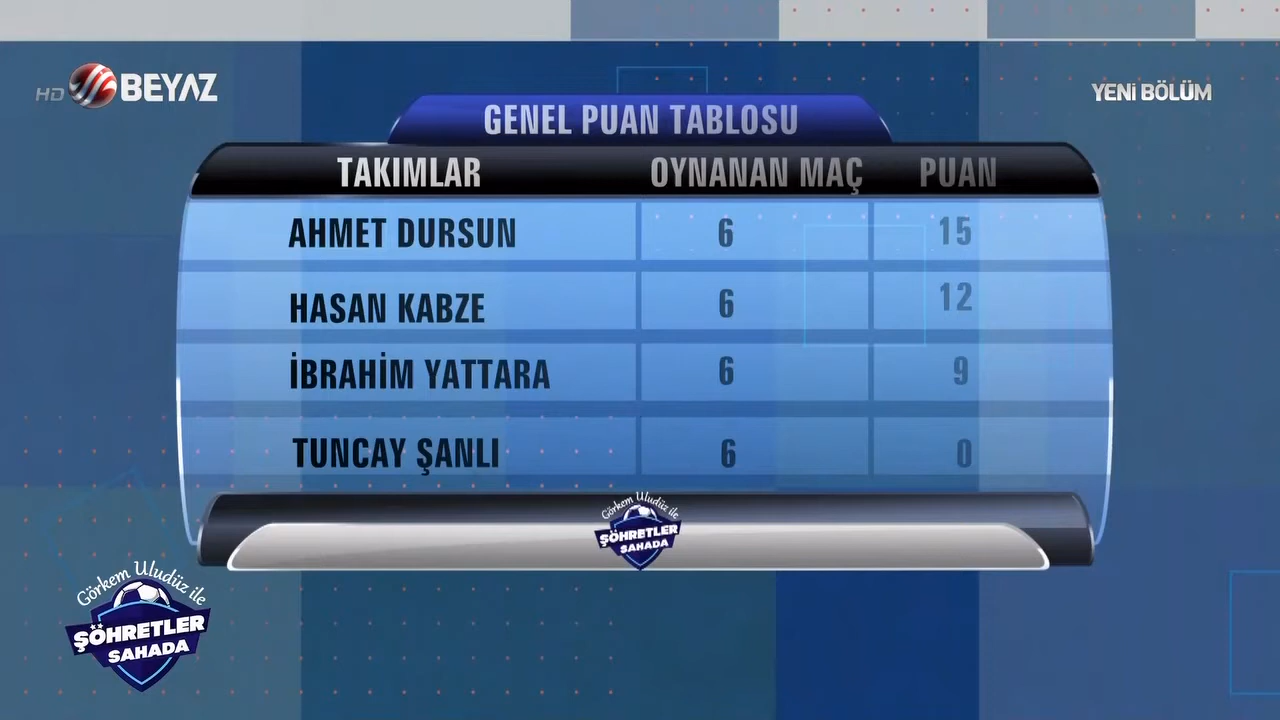 HD BEYAZ
YENİ BÖLÜM
GENEL PUAN TABLOSU
TAKIMLAR OYNANAN MAÇ PUAN
AHMET DURSUN 6 15
HASAN KABZE 6 12
İBRAHİM YATTARA 6 9
TUNCAY ŞANLI 6 0
Görkem Uludüz ile
ŞÖHRETLER
SAHADA
Görkem Uludüz ile
ŞÖHRETLER
SAHADA